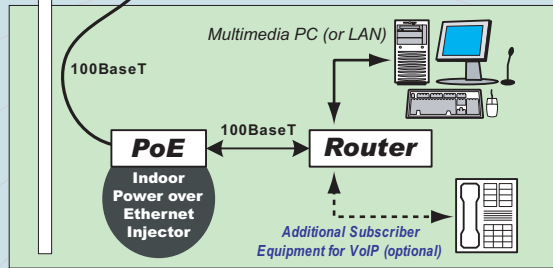 Multimedia PC (or LAN)
100BaseT
100BaseT
PoE
Router
Indoor
Power over
Ethernet
Injector
Additional Subscriber
Equipment for VoIP (optional)